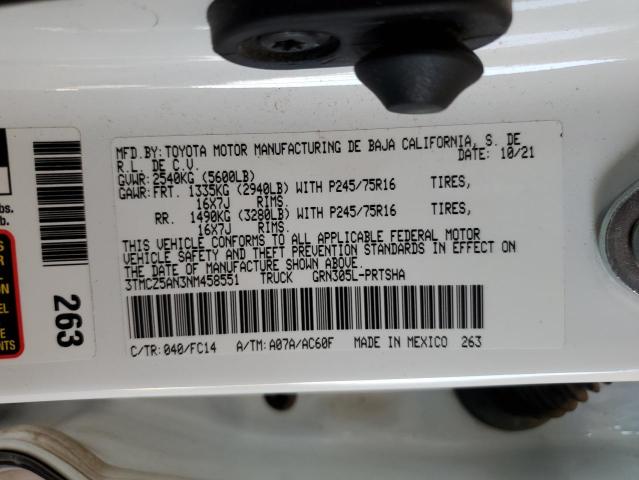 MFD.BY: TOYOTA MOTOR MANUFACTURING DE BAJA CALIFORNIA, S. DE
R.L. DE C.V. DATE: 10/21
GVWR: 2540KG (5600LB)
GAWR: FRT. 1335KG (2940LB) WITH P245/75R16 TIRES,
16X7J RIMS.
RR. 1490KG (3280LB) WITH P245/75R16 TIRES,
16X7J RIMS.
THIS VEHICLE CONFORMS TO ALL APPLICABLE FEDERAL MOTOR
VEHICLE SAFETY AND THEFT PREVENTION STANDARDS IN EFFECT ON
THE DATE OF MANUFACTURE SHOWN ABOVE.
3TMCZ5AN3NM458551 TRUCK GRN305L-PRTSHA
C/TR: 040/FC14 A/TM: A07A/AC60F MADE IN MEXICO 263
263
lbs.
lb.